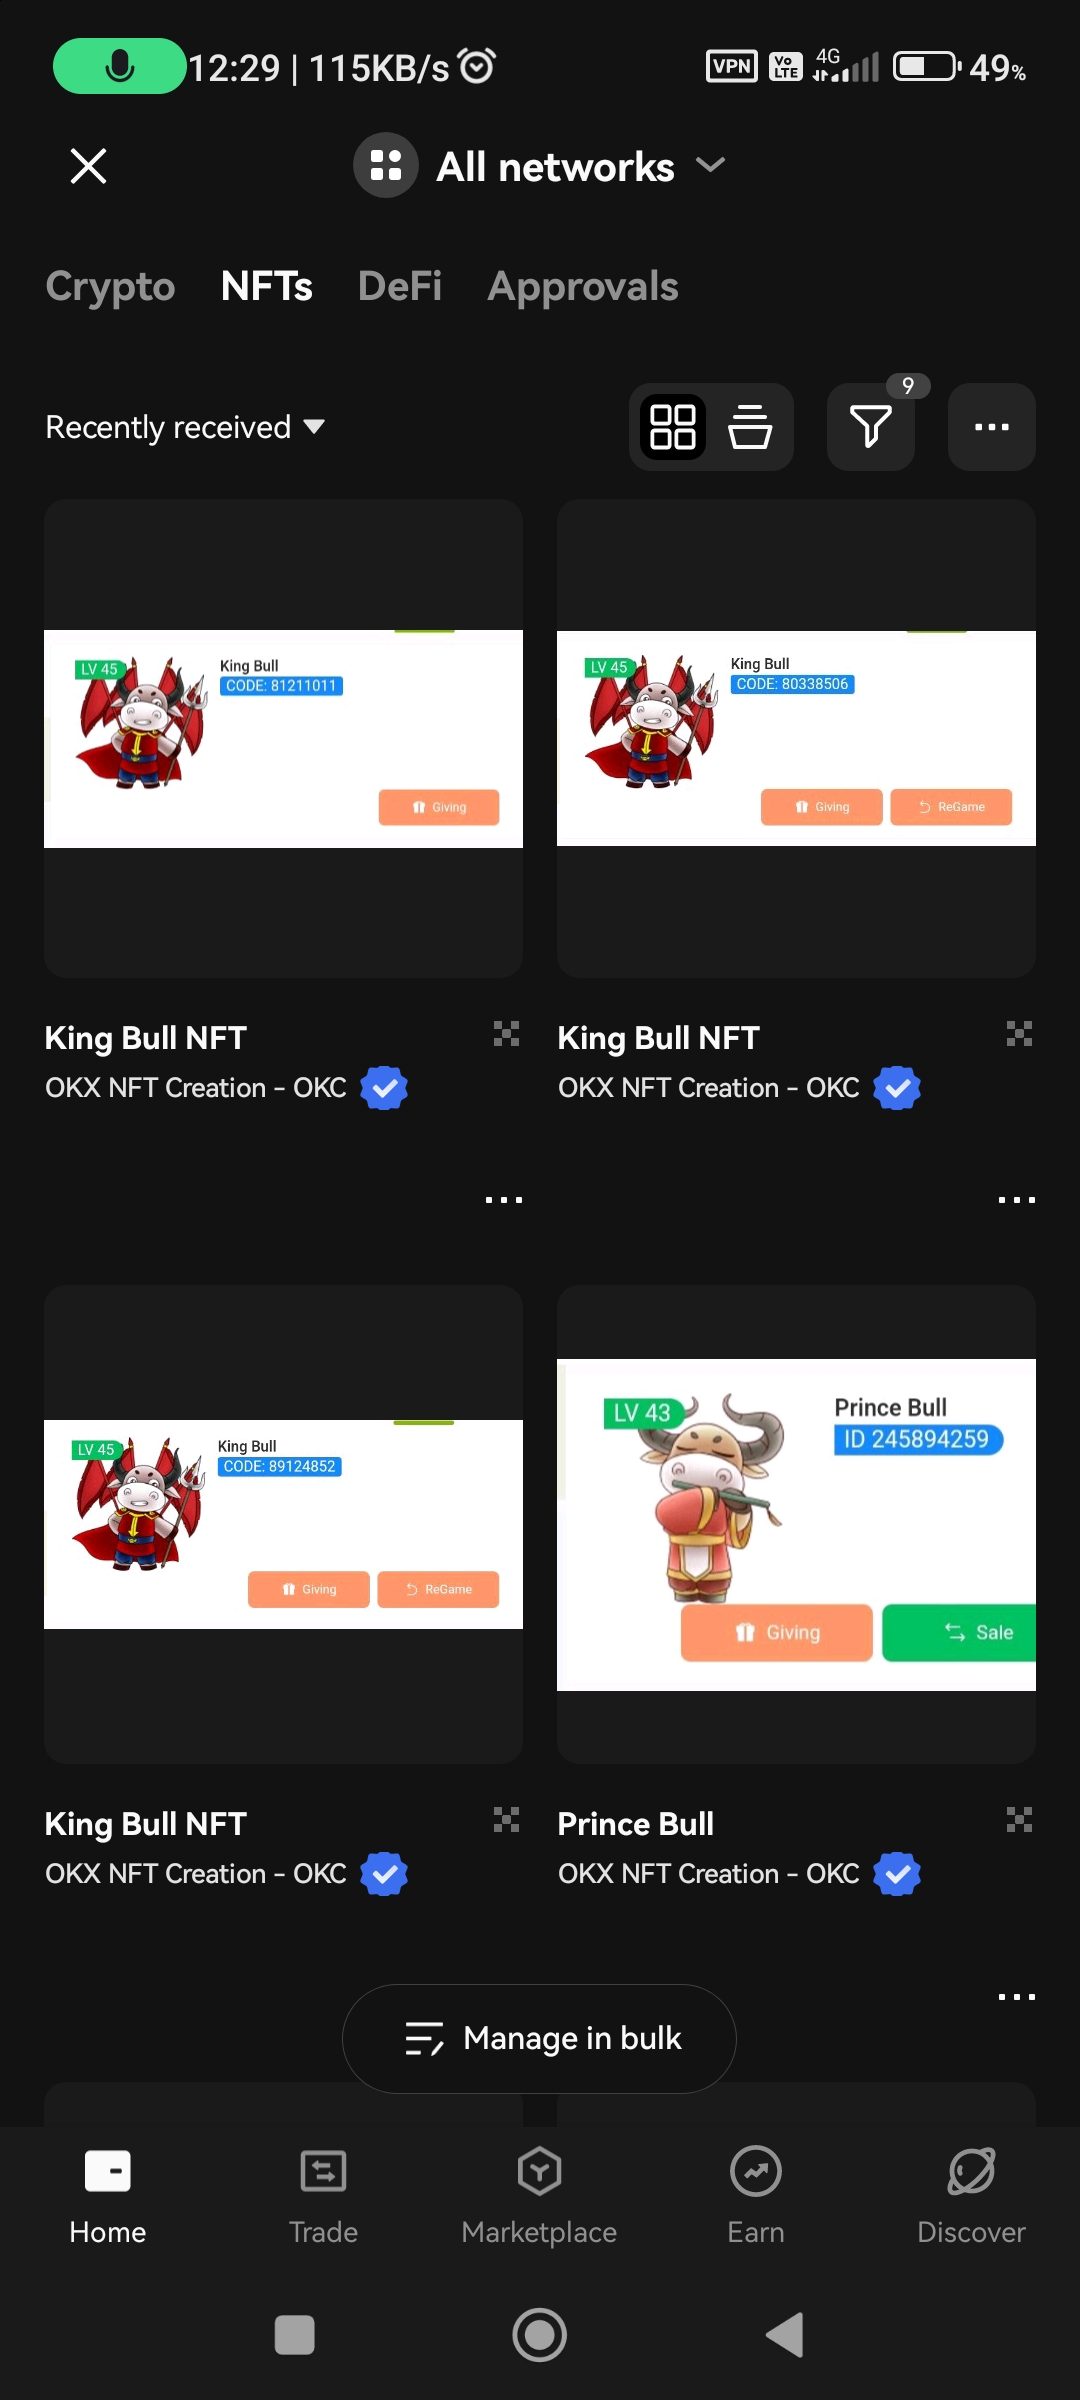 12:29 | 115KB/s VPN Vo LTE 4G 49%
All networks
Crypto NFTs DeFi Approvals
9
Recently received
LV 45
King Bull
CODE: 81211011
Giving
LV 45
King Bull
CODE: 80338506
Giving ReGame
King Bull NFT
OKX NFT Creation - OKC
King Bull NFT
OKX NFT Creation - OKC
LV 45
King Bull
CODE: 89124852
Giving ReGame
LV 43
Prince Bull
ID 245894259
Giving Sale
King Bull NFT
OKX NFT Creation - OKC
Prince Bull
OKX NFT Creation - OKC
Manage in bulk
Home Trade Marketplace Earn Discover